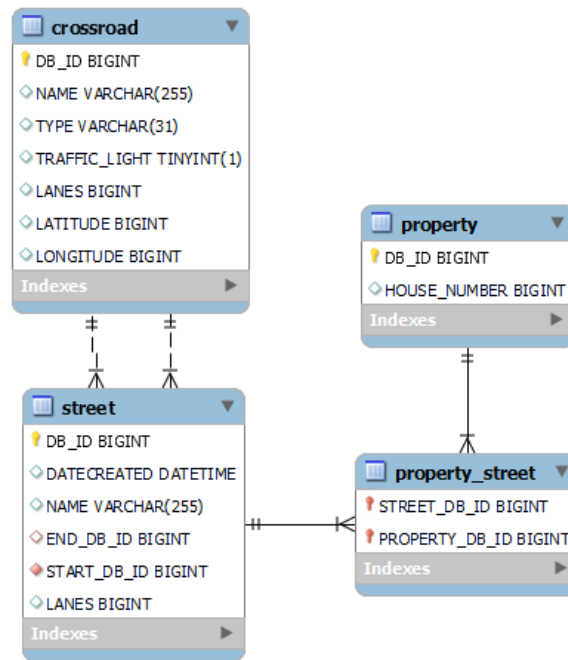 crossroad
DB_ID BIGINT
NAME VARCHAR(255)
TYPE VARCHAR(31)
TRAFFIC_LIGHT TINYINT(1)
LANES BIGINT
LATITUDE BIGINT
LONGITUDE BIGINT
Indexes
property
DB_ID BIGINT
HOUSE_NUMBER BIGINT
Indexes
street
DB_ID BIGINT
DATECREATED DATETIME
NAME VARCHAR(255)
END_DB_ID BIGINT
START_DB_ID BIGINT
LANES BIGINT
Indexes
property_street
STREET_DB_ID BIGINT
PROPERTY_DB_ID BIGINT
Indexes